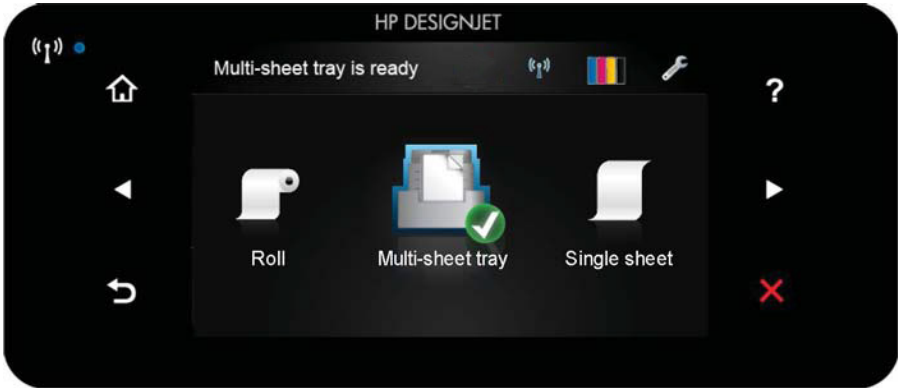 HP DESIGNJET
Multi-sheet tray is ready
?
Roll
Multi-sheet tray
Single sheet